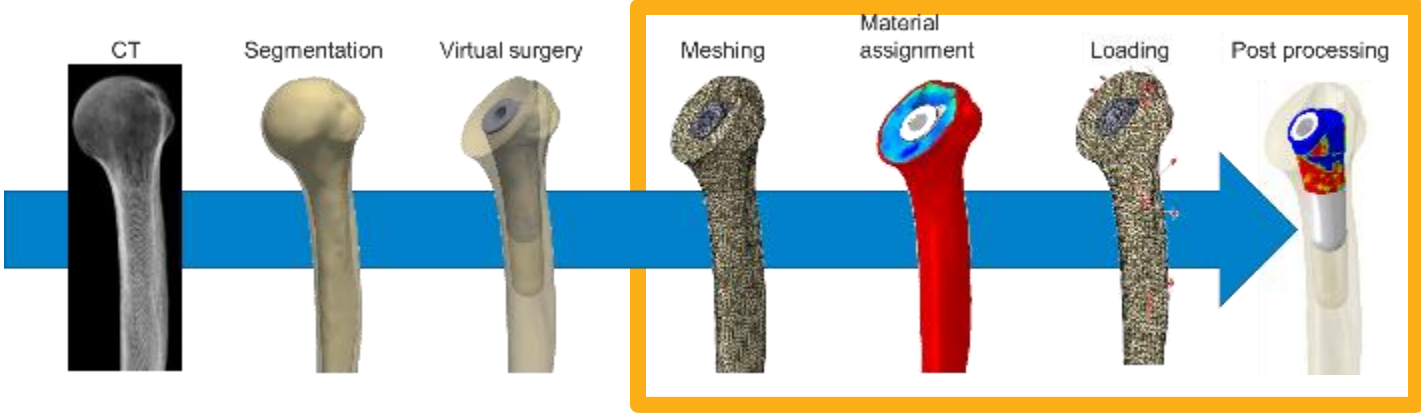 CT
Segmentation
Virtual surgery
Meshing
Material
assignment
Loading
Post processing